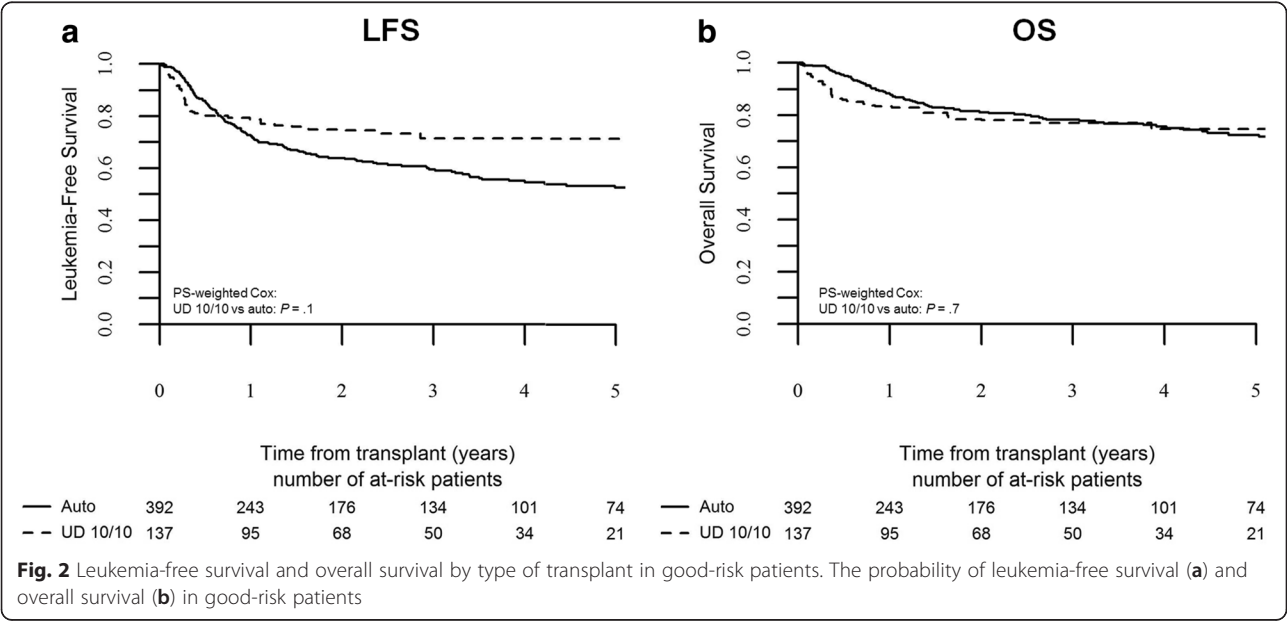 a LFS
Leukemia-Free Survival
1.0
0.8
0.6
0.4
0.2
0.0
PS-weighted Cox:
UD 10/10 vs auto: P = .1
0 1 2 3 4 5
Time from transplant (years)
number of at-risk patients
Auto 392 243 176 134 101 74
UD 10/10 137 95 68 50 34 21
b OS
Overall Survival
1.0
0.8
0.6
0.4
0.2
0.0
PS-weighted Cox:
UD 10/10 vs auto: P = .7
0 1 2 3 4 5
Time from transplant (years)
number of at-risk patients
Auto 392 243 176 134 101 74
UD 10/10 137 95 68 50 34 21
Fig. 2 Leukemia-free survival and overall survival by type of transplant in good-risk patients. The probability of leukemia-free survival (a) and
overall survival (b) in good-risk patients